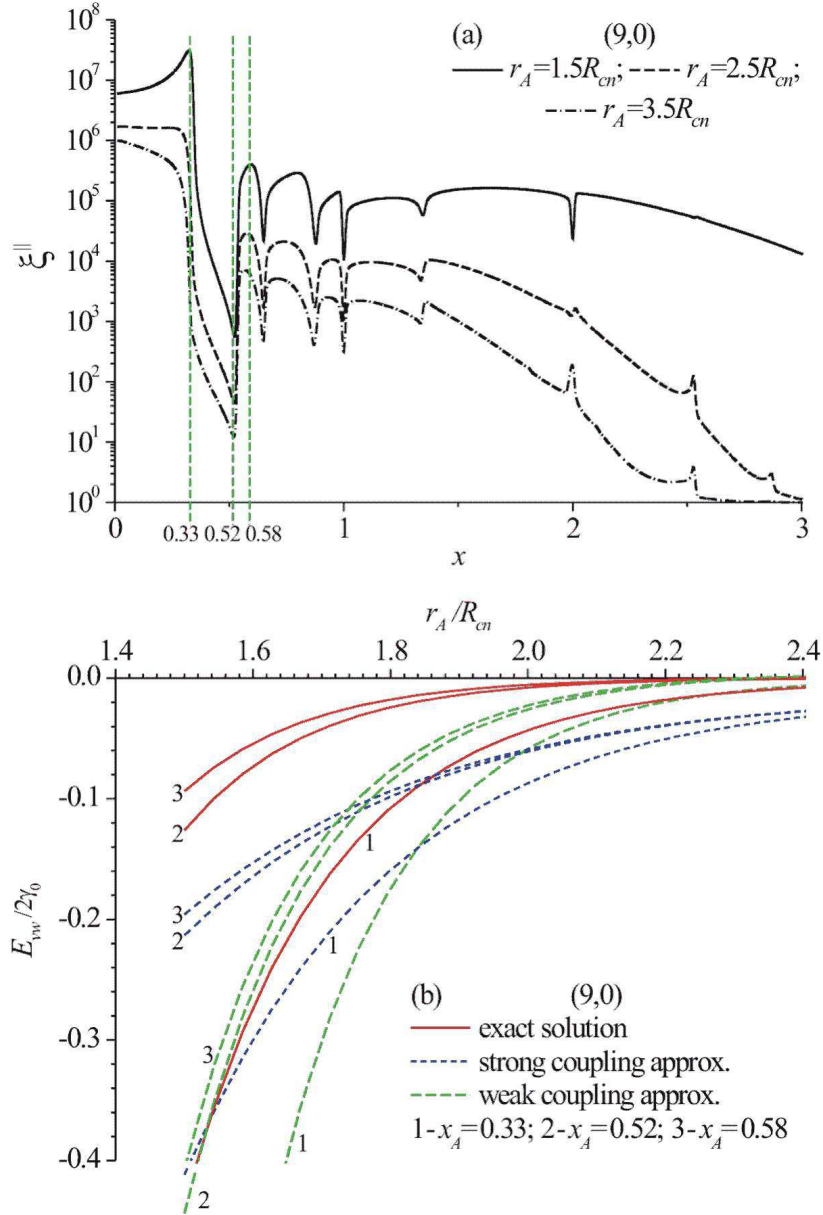 (a) (9,0)
r_A=1.5R_cn; r_A=2.5R_cn;
r_A=3.5R_cn
10^8
10^7
10^6
10^5
10^4
10^3
10^2
10^1
10^0
ξ^||
0 0.33 0.52 0.58 1 2 3
x
r_A/R_cn
1.4 1.6 1.8 2.0 2.2 2.4
0.0
-0.1
-0.2
-0.3
-0.4
E_vw/2γ_0
3
2
1
3
2
1
3
2
1
(b) (9,0)
exact solution
strong coupling approx.
weak coupling approx.
1-x_A=0.33; 2-x_A=0.52; 3-x_A=0.58